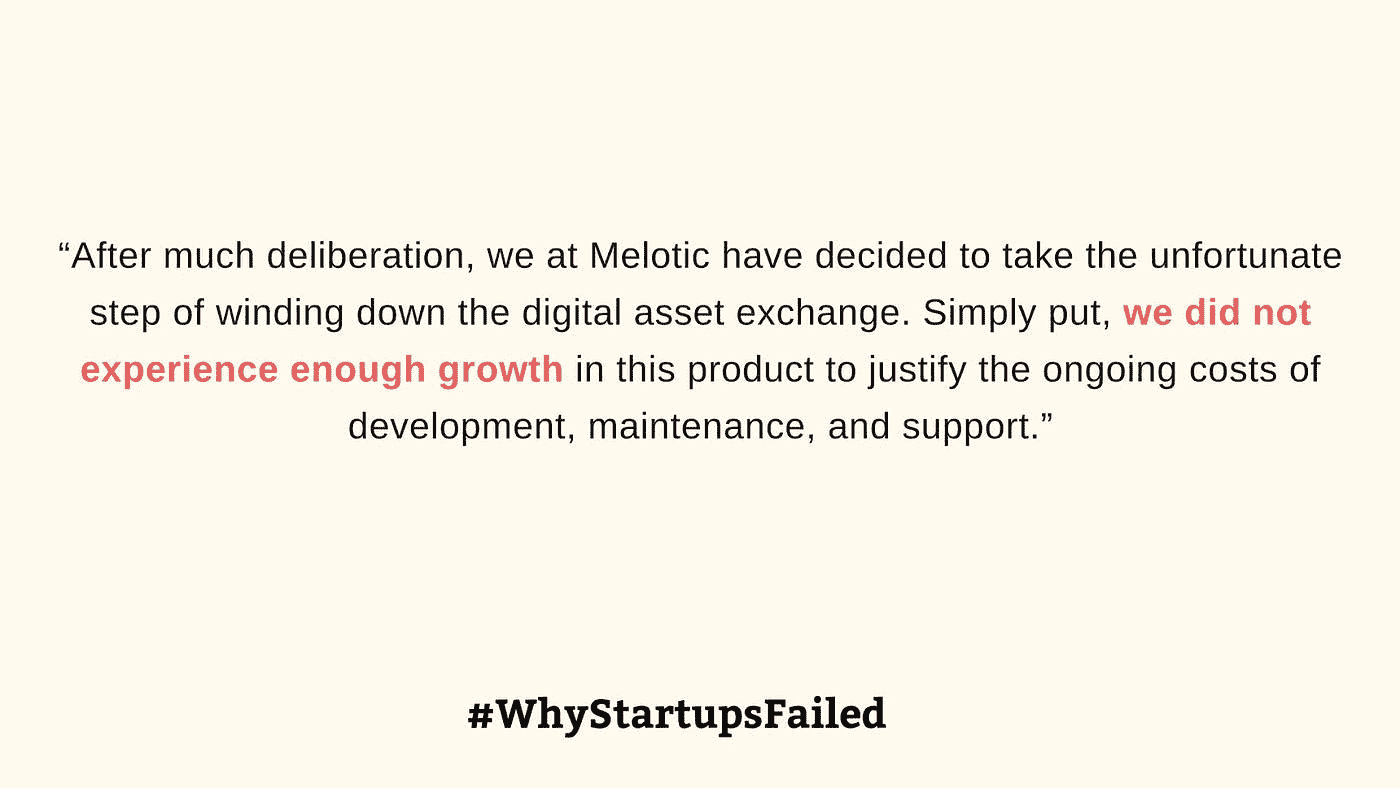 “After much deliberation, we at Melotic have decided to take the unfortunate
step of winding down the digital asset exchange. Simply put, we did not
experience enough growth in this product to justify the ongoing costs of
development, maintenance, and support.”
#WhyStartupsFailed